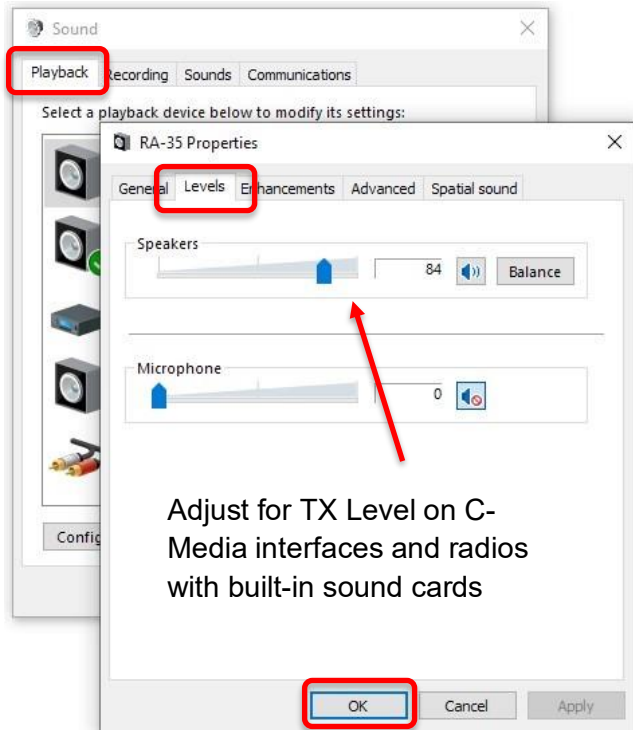 Sound
Playback Recording Sounds Communications
Select a playback device below to modify its settings:
RA-35 Properties
General Levels Enhancements Advanced Spatial sound
Speakers
84 Balance
Microphone
0
Adjust for TX Level on C-
Media interfaces and radios
with built-in sound cards
Config
OK Cancel Apply